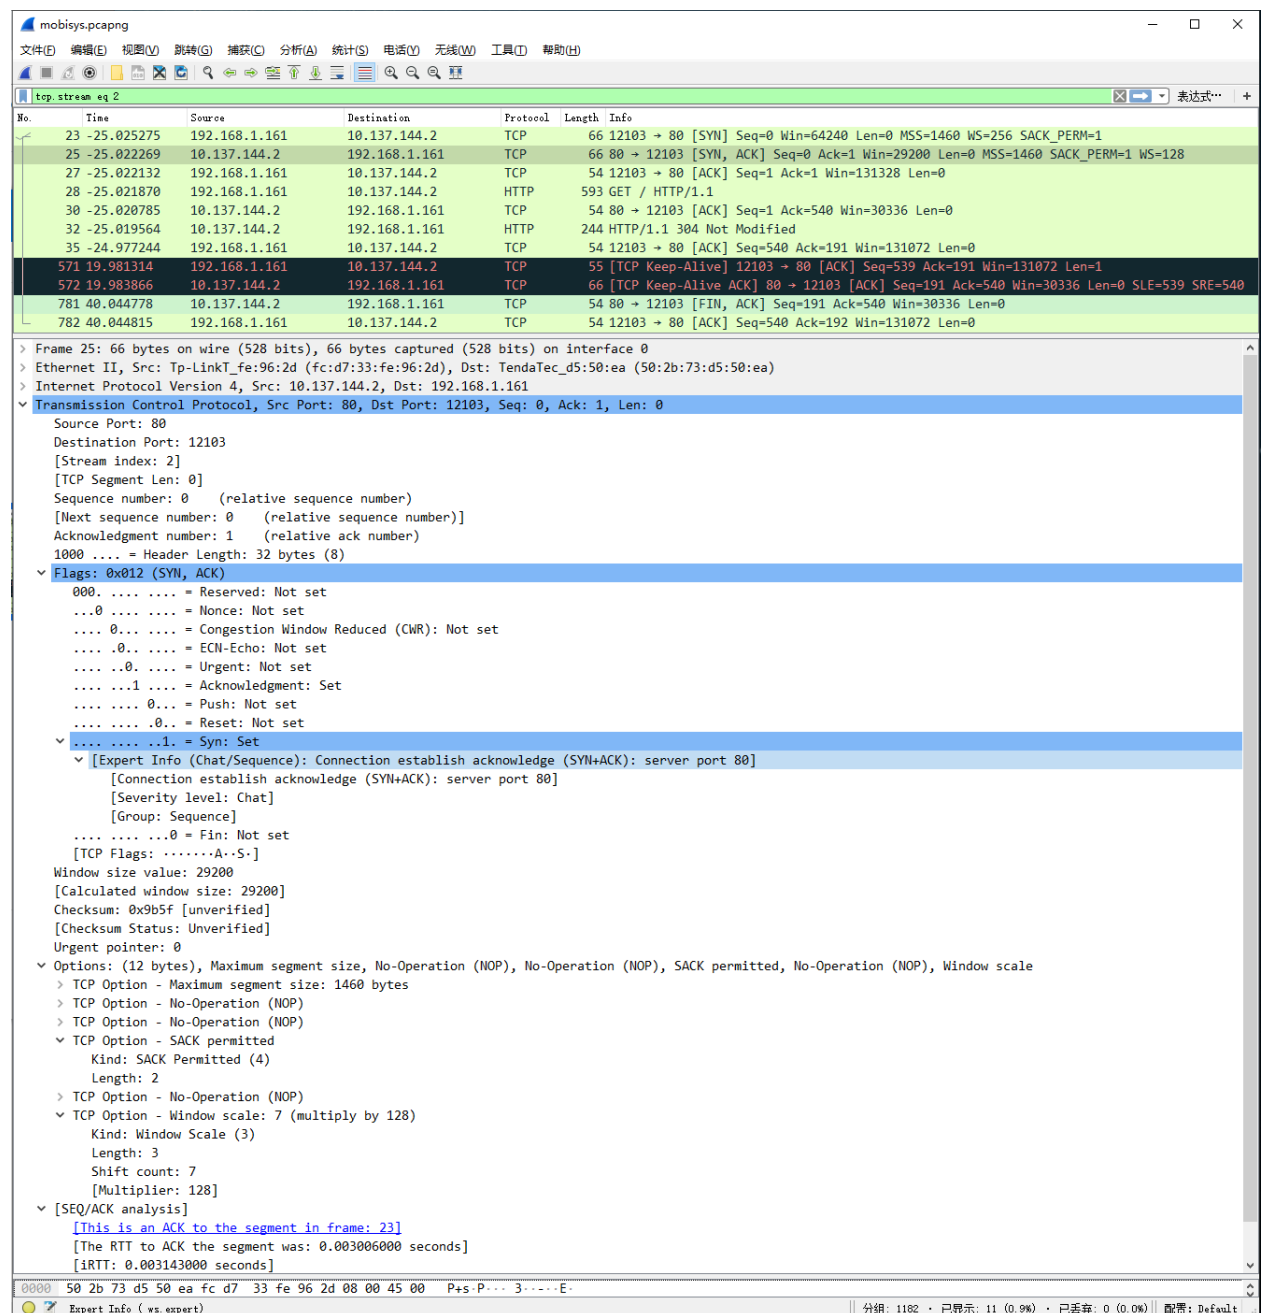 mobisys.pcapng
文件(F) 编辑(E) 视图(V) 跳转(G) 捕获(C) 分析(A) 统计(S) 电话(Y) 无线(W) 工具(T) 帮助(H)
tcp.stream eq 2 表达式… +
No. Time Source Destination Protocol Length Info
23 -25.025275 192.168.1.161 10.137.144.2 TCP 66 12103 → 80 [SYN] Seq=0 Win=64240 Len=0 MSS=1460 WS=256 SACK_PERM=1
25 -25.022269 10.137.144.2 192.168.1.161 TCP 66 80 → 12103 [SYN, ACK] Seq=0 Ack=1 Win=29200 Len=0 MSS=1460 SACK_PERM=1 WS=128
27 -25.022132 192.168.1.161 10.137.144.2 TCP 54 12103 → 80 [ACK] Seq=1 Ack=1 Win=131328 Len=0
28 -25.021870 192.168.1.161 10.137.144.2 HTTP 593 GET / HTTP/1.1
30 -25.020785 10.137.144.2 192.168.1.161 TCP 54 80 → 12103 [ACK] Seq=1 Ack=540 Win=30336 Len=0
32 -25.019564 10.137.144.2 192.168.1.161 HTTP 244 HTTP/1.1 304 Not Modified
35 -24.977244 192.168.1.161 10.137.144.2 TCP 54 12103 → 80 [ACK] Seq=540 Ack=191 Win=131072 Len=0
571 19.981314 192.168.1.161 10.137.144.2 TCP 55 [TCP Keep-Alive] 12103 → 80 [ACK] Seq=539 Ack=191 Win=131072 Len=1
572 19.983866 10.137.144.2 192.168.1.161 TCP 66 [TCP Keep-Alive ACK] 80 → 12103 [ACK] Seq=191 Ack=540 Win=30336 Len=0 SLE=539 SRE=540
781 40.044778 10.137.144.2 192.168.1.161 TCP 54 80 → 12103 [FIN, ACK] Seq=191 Ack=540 Win=30336 Len=0
782 40.044815 192.168.1.161 10.137.144.2 TCP 54 12103 → 80 [ACK] Seq=540 Ack=192 Win=131072 Len=0
Frame 25: 66 bytes on wire (528 bits), 66 bytes captured (528 bits) on interface 0
Ethernet II, Src: Tp-LinkT_fe:96:2d (fc:d7:33:fe:96:2d), Dst: TendaTec_d5:50:ea (50:2b:73:d5:50:ea)
Internet Protocol Version 4, Src: 10.137.144.2, Dst: 192.168.1.161
Transmission Control Protocol, Src Port: 80, Dst Port: 12103, Seq: 0, Ack: 1, Len: 0
Source Port: 80
Destination Port: 12103
[Stream index: 2]
[TCP Segment Len: 0]
Sequence number: 0 (relative sequence number)
[Next sequence number: 0 (relative sequence number)]
Acknowledgment number: 1 (relative ack number)
1000 .... = Header Length: 32 bytes (8)
Flags: 0x012 (SYN, ACK)
000. .... .... = Reserved: Not set
...0 .... .... = Nonce: Not set
.... 0... .... = Congestion Window Reduced (CWR): Not set
.... .0.. .... = ECN-Echo: Not set
.... ..0. .... = Urgent: Not set
.... ...1 .... = Acknowledgment: Set
.... .... 0... = Push: Not set
.... .... .0.. = Reset: Not set
.... .... ..1. = Syn: Set
[Expert Info (Chat/Sequence): Connection establish acknowledge (SYN+ACK): server port 80]
[Connection establish acknowledge (SYN+ACK): server port 80]
[Severity level: Chat]
[Group: Sequence]
.... .... ...0 = Fin: Not set
[TCP Flags: ·······A··S·]
Window size value: 29200
[Calculated window size: 29200]
Checksum: 0x9b5f [unverified]
[Checksum Status: Unverified]
Urgent pointer: 0
Options: (12 bytes), Maximum segment size, No-Operation (NOP), No-Operation (NOP), SACK permitted, No-Operation (NOP), Window scale
TCP Option - Maximum segment size: 1460 bytes
TCP Option - No-Operation (NOP)
TCP Option - No-Operation (NOP)
TCP Option - SACK permitted
Kind: SACK Permitted (4)
Length: 2
TCP Option - No-Operation (NOP)
TCP Option - Window scale: 7 (multiply by 128)
Kind: Window Scale (3)
Length: 3
Shift count: 7
[Multiplier: 128]
[SEQ/ACK analysis]
[This is an ACK to the segment in frame: 23]
[The RTT to ACK the segment was: 0.003006000 seconds]
[iRTT: 0.003143000 seconds]
0000 50 2b 73 d5 50 ea fc d7 33 fe 96 2d 08 00 45 00 P+s·P··· 3··-··E·
Expert Info (_ws.expert) 分组: 1182 · 已显示: 11 (0.9%) · 已丢弃: 0 (0.0%) 配置: Default